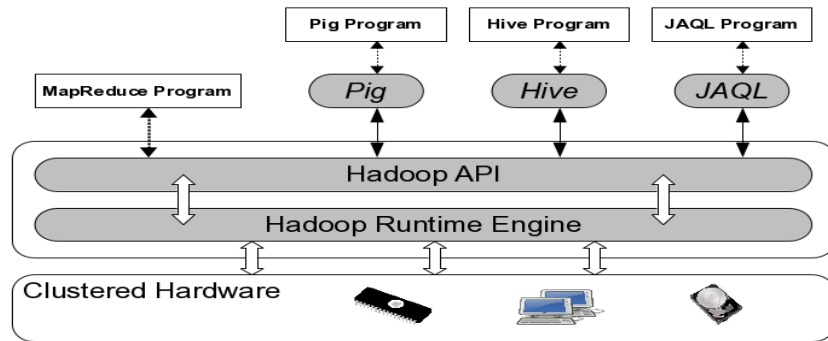 Pig Program
Hive Program
JAQL Program
MapReduce Program
Pig
Hive
JAQL
Hadoop API
Hadoop Runtime Engine
Clustered Hardware